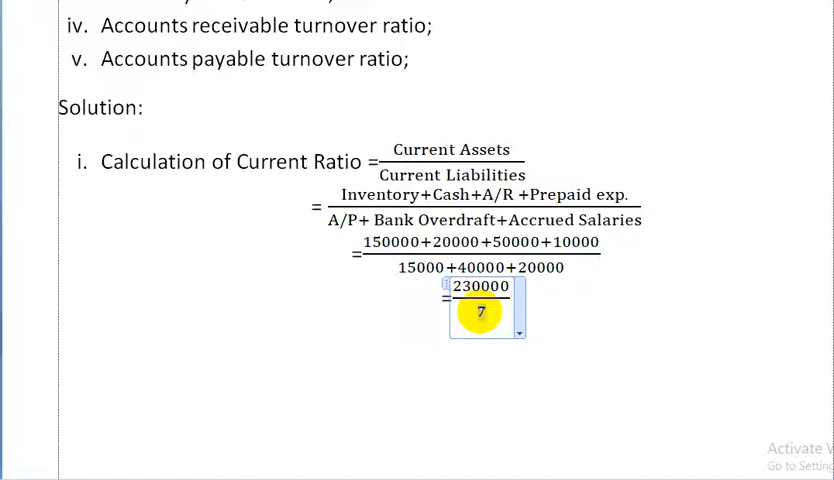 iv. Accounts receivable turnover ratio;
v. Accounts payable turnover ratio;
Solution:
i. Calculation of Current Ratio = Current Assets
Current Liabilities
= Inventory+Cash+A/R +Prepaid exp.
A/P+ Bank Overdraft+Accrued Salaries
= 150000+20000+50000+10000
15000+40000+20000
= 230000
7
Activate
Go to Setting